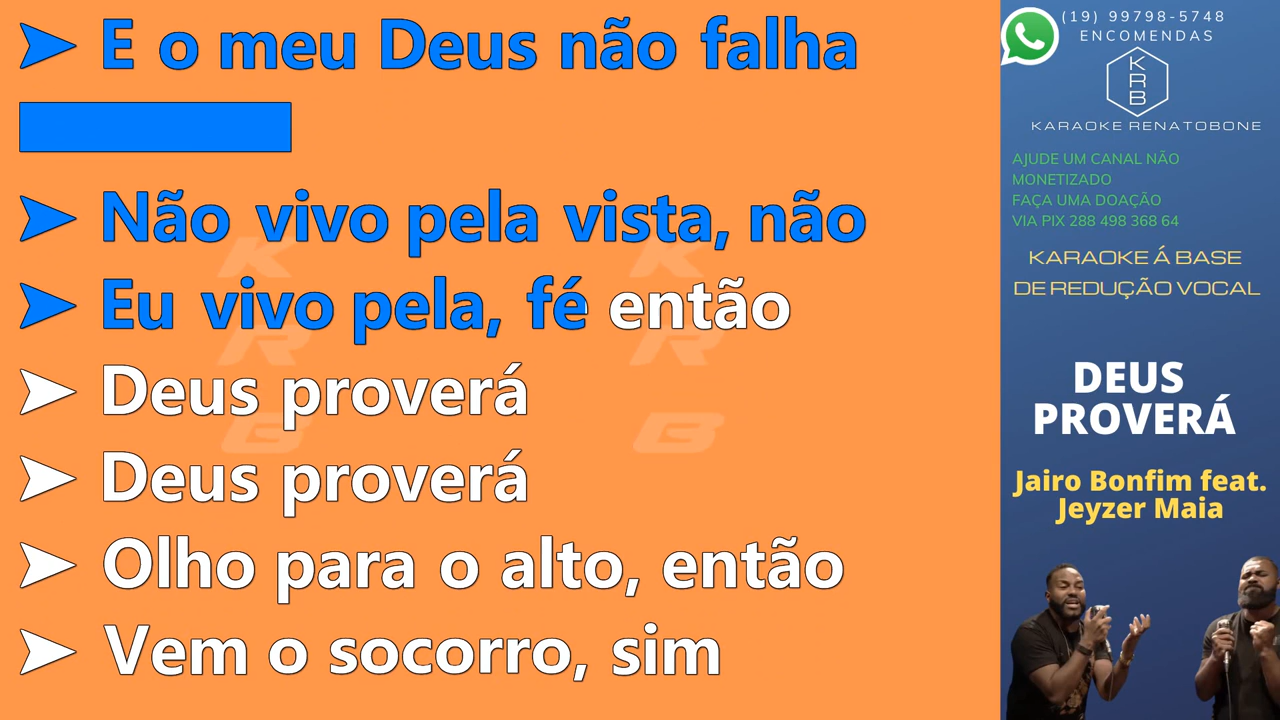 ➤ E o meu Deus não falha
➤ Não vivo pela vista, não
➤ Eu vivo pela, fé então
➤ Deus proverá
➤ Deus proverá
➤ Olho para o alto, então
➤ Vem o socorro, sim
K K
R R
B B
(19) 99798-5748
ENCOMENDAS
K
R
B
KARAOKE RENATOBONE
AJUDE UM CANAL NÃO
MONETIZADO
FAÇA UMA DOAÇÃO
VIA PIX 288 498 368 64
KARAOKE Á BASE
DE REDUÇÃO VOCAL
DEUS
PROVERÁ
Jairo Bonfim feat.
Jeyzer Maia